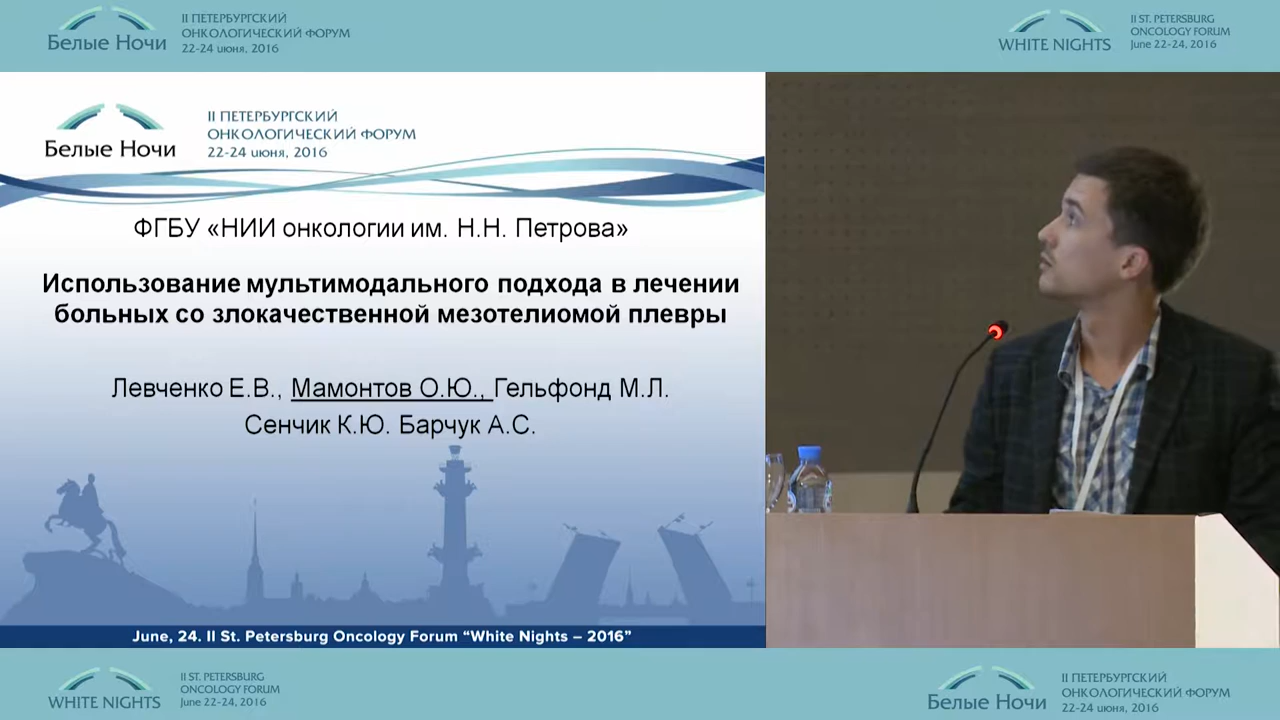 Белые Ночи
II ПЕТЕРБУРГСКИЙ
ОНКОЛОГИЧЕСКИЙ ФОРУМ
22-24 июня, 2016
WHITE NIGHTS
II ST. PETERSBURG
ONCOLOGY FORUM
June 22-24, 2016
Белые Ночи
II ПЕТЕРБУРГСКИЙ
ОНКОЛОГИЧЕСКИЙ ФОРУМ
22-24 июня, 2016
ФГБУ «НИИ онкологии им. Н.Н. Петрова»
Использование мультимодального подхода в лечении
больных со злокачественной мезотелиомой плевры
Левченко Е.В., Мамонтов О.Ю., Гельфонд М.Л.
Сенчик К.Ю. Барчук А.С.
June, 24. II St. Petersburg Oncology Forum “White Nights – 2016”
WHITE NIGHTS
II ST. PETERSBURG
ONCOLOGY FORUM
June 22-24, 2016
Белые Ночи
II ПЕТЕРБУРГСКИЙ
ОНКОЛОГИЧЕСКИЙ ФОРУМ
22-24 июня, 2016